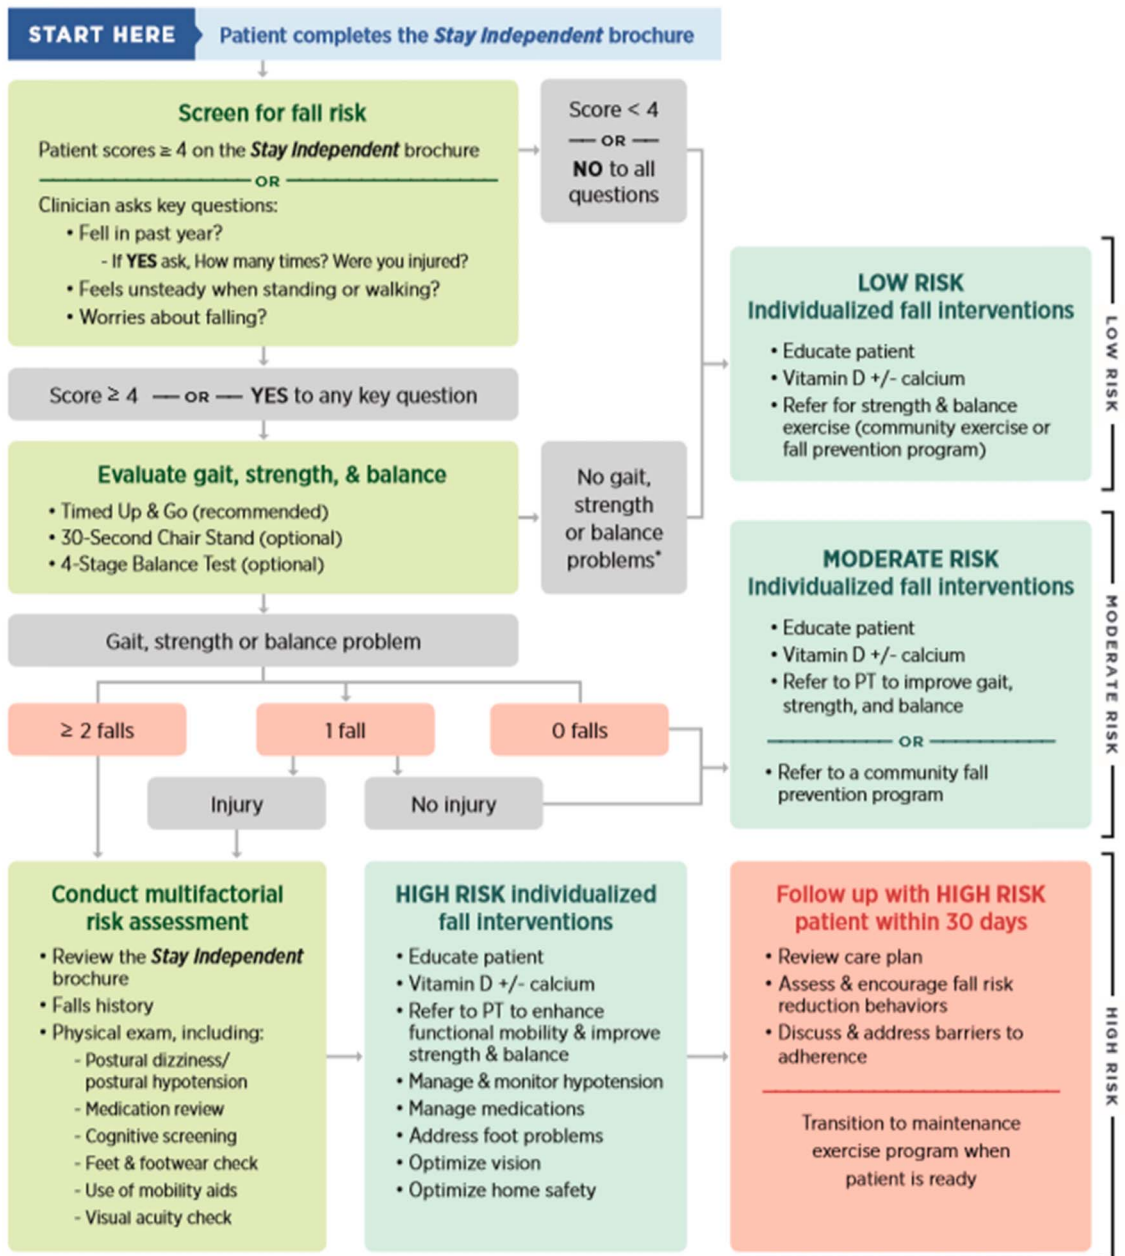 START HERE
Patient completes the Stay Independent brochure
Screen for fall risk
Patient scores ≥ 4 on the Stay Independent brochure
OR
Clinician asks key questions:
• Fell in past year?
- If YES ask, How many times? Were you injured?
• Feels unsteady when standing or walking?
• Worries about falling?
Score < 4
OR
NO to all
questions
Score ≥ 4 — OR — YES to any key question
Evaluate gait, strength, & balance
• Timed Up & Go (recommended)
• 30-Second Chair Stand (optional)
• 4-Stage Balance Test (optional)
No gait,
strength
or balance
problems*
LOW RISK
Individualized fall interventions
• Educate patient
• Vitamin D +/- calcium
• Refer for strength & balance
exercise (community exercise or
fall prevention program)
LOW RISK
Gait, strength or balance problem
≥ 2 falls
1 fall
0 falls
Injury
No injury
MODERATE RISK
Individualized fall interventions
• Educate patient
• Vitamin D +/- calcium
• Refer to PT to improve gait,
strength, and balance
OR
• Refer to a community fall
prevention program
MODERATE RISK
Conduct multifactorial
risk assessment
• Review the Stay Independent
brochure
• Falls history
• Physical exam, including:
- Postural dizziness/
postural hypotension
- Medication review
- Cognitive screening
- Feet & footwear check
- Use of mobility aids
- Visual acuity check
HIGH RISK individualized
fall interventions
• Educate patient
• Vitamin D +/- calcium
• Refer to PT to enhance
functional mobility & improve
strength & balance
• Manage & monitor hypotension
• Manage medications
• Address foot problems
• Optimize vision
• Optimize home safety
Follow up with HIGH RISK
patient within 30 days
• Review care plan
• Assess & encourage fall risk
reduction behaviors
• Discuss & address barriers to
adherence
Transition to maintenance
exercise program when
patient is ready
HIGH RISK